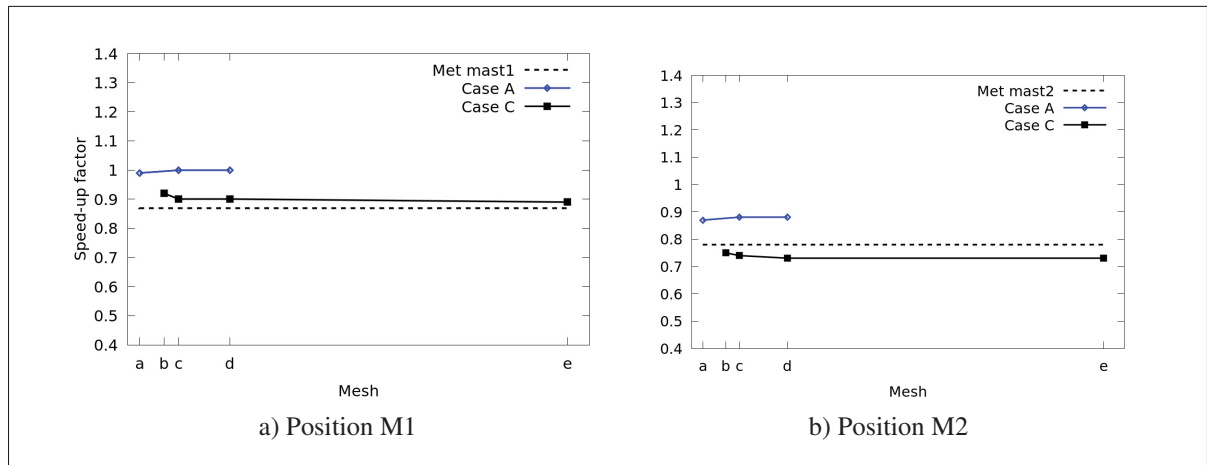 1.4
1.3
1.2
1.1
1
0.9
0.8
0.7
0.6
0.5
0.4
Speed-up factor
Met mast1
Case A
Case C
a b c d e
Mesh
a) Position M1
1.4
1.3
1.2
1.1
1
0.9
0.8
0.7
0.6
0.5
0.4
Met mast2
Case A
Case C
a b c d e
Mesh
b) Position M2